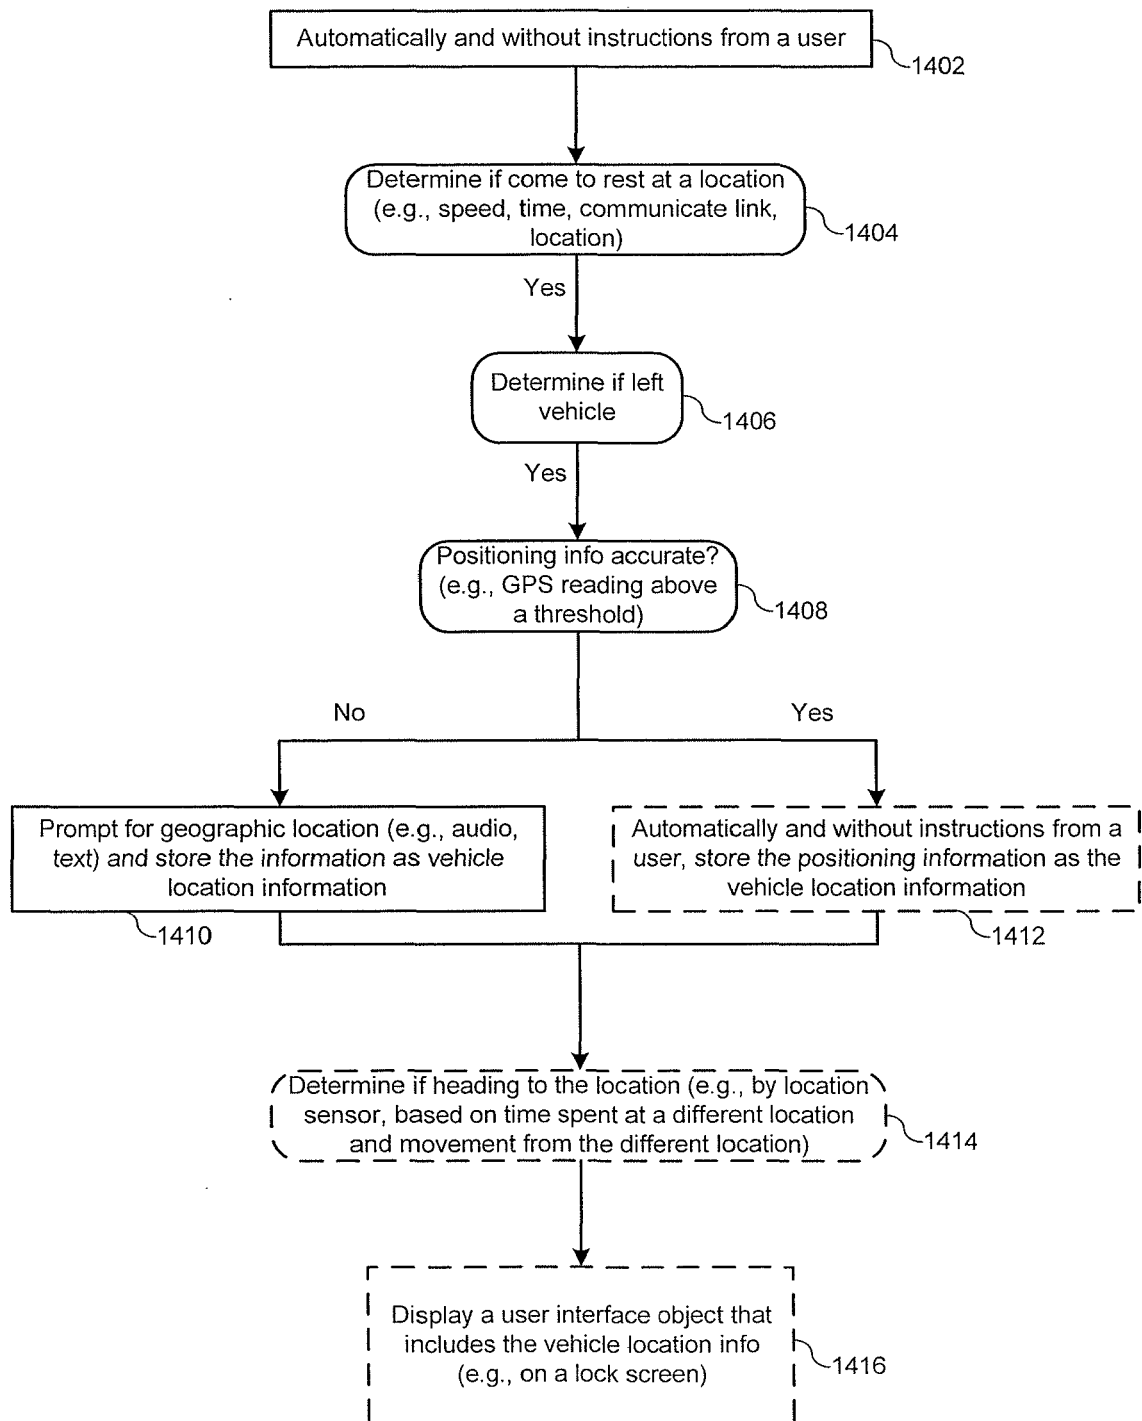 Automatically and without instructions from a user
1402
Determine if come to rest at a location
(e.g., speed, time, communicate link,
location)
1404
Yes
Determine if left
vehicle
1406
Yes
Positioning info accurate?
(e.g., GPS reading above
a threshold)
1408
No
Yes
Prompt for geographic location (e.g., audio,
text) and store the information as vehicle
location information
1410
Automatically and without instructions from a
user, store the positioning information as the
vehicle location information
1412
Determine if heading to the location (e.g., by location
sensor, based on time spent at a different location
and movement from the different location)
1414
Display a user interface object that
includes the vehicle location info
(e.g., on a lock screen)
1416